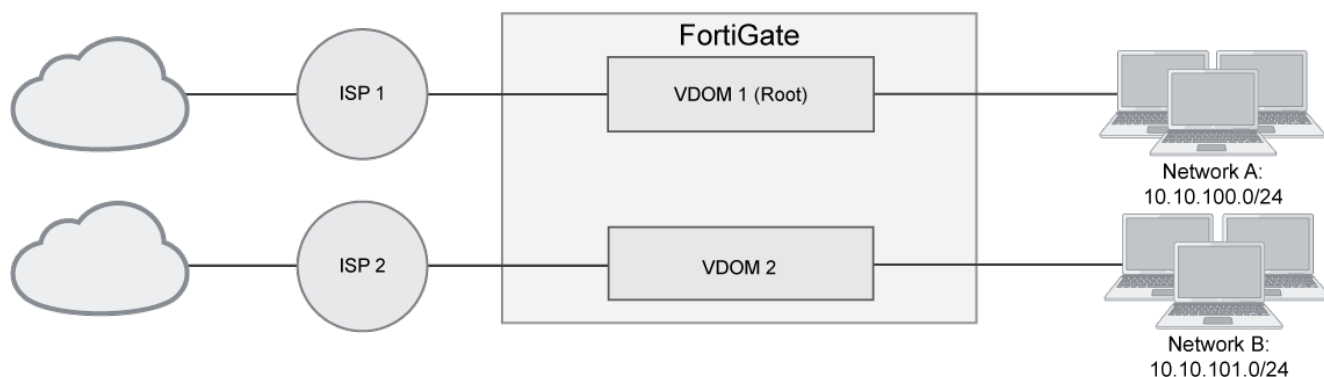 FortiGate
ISP 1
VDOM 1 (Root)
Network A:
10.10.100.0/24
ISP 2
VDOM 2
Network B:
10.10.101.0/24